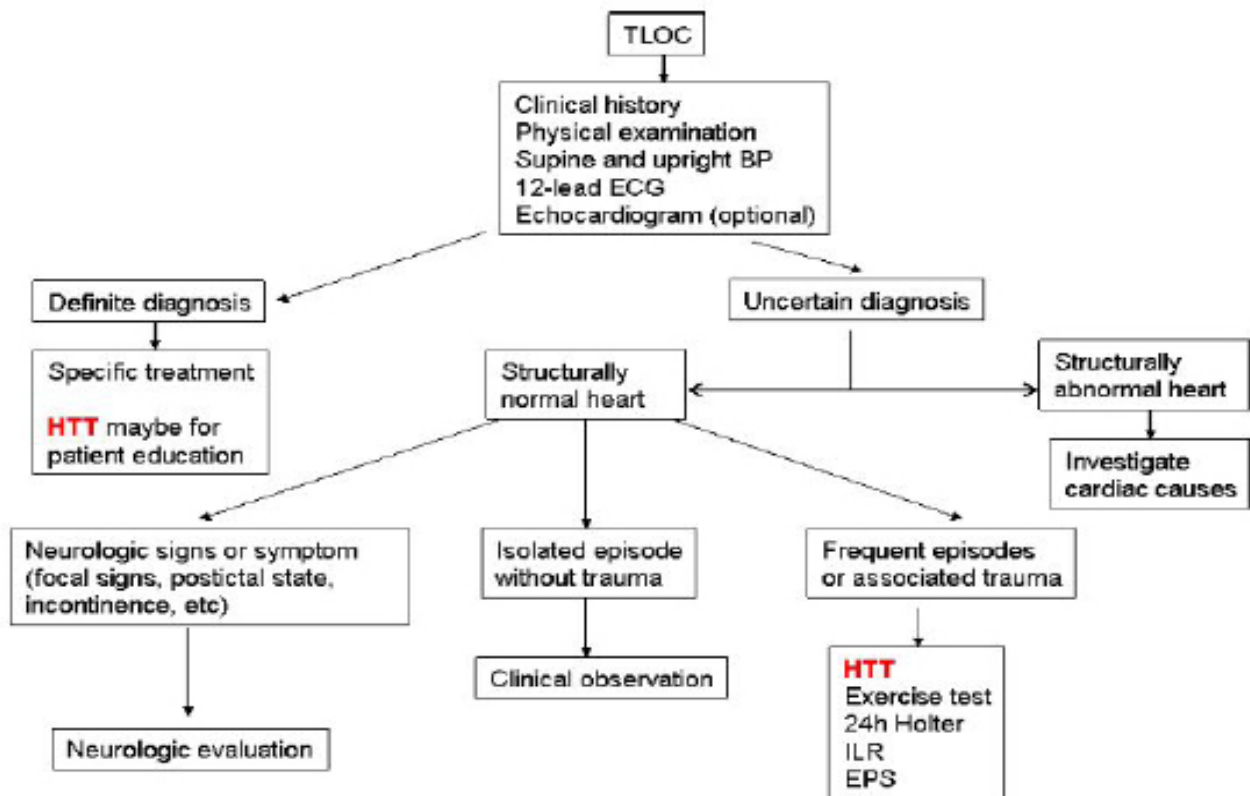 TLOC
Clinical history
Physical examination
Supine and upright BP
12-lead ECG
Echocardiogram (optional)
Definite diagnosis
Uncertain diagnosis
Specific treatment
HTT maybe for
patient education
Structurally
normal heart
Structurally
abnormal heart
Investigate
cardiac causes
Neurologic signs or symptom
(focal signs, postictal state,
incontinence, etc)
Isolated episode
without trauma
Frequent episodes
or associated trauma
Neurologic evaluation
Clinical observation
HTT
Exercise test
24h Holter
ILR
EPS